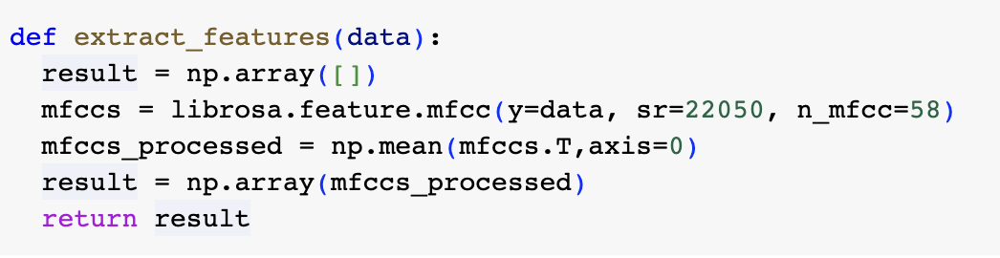 def extract_features(data):
  result = np.array([])
  mfccs = librosa.feature.mfcc(y=data, sr=22050, n_mfcc=58)
  mfccs_processed = np.mean(mfccs.T,axis=0)
  result = np.array(mfccs_processed)
  return result